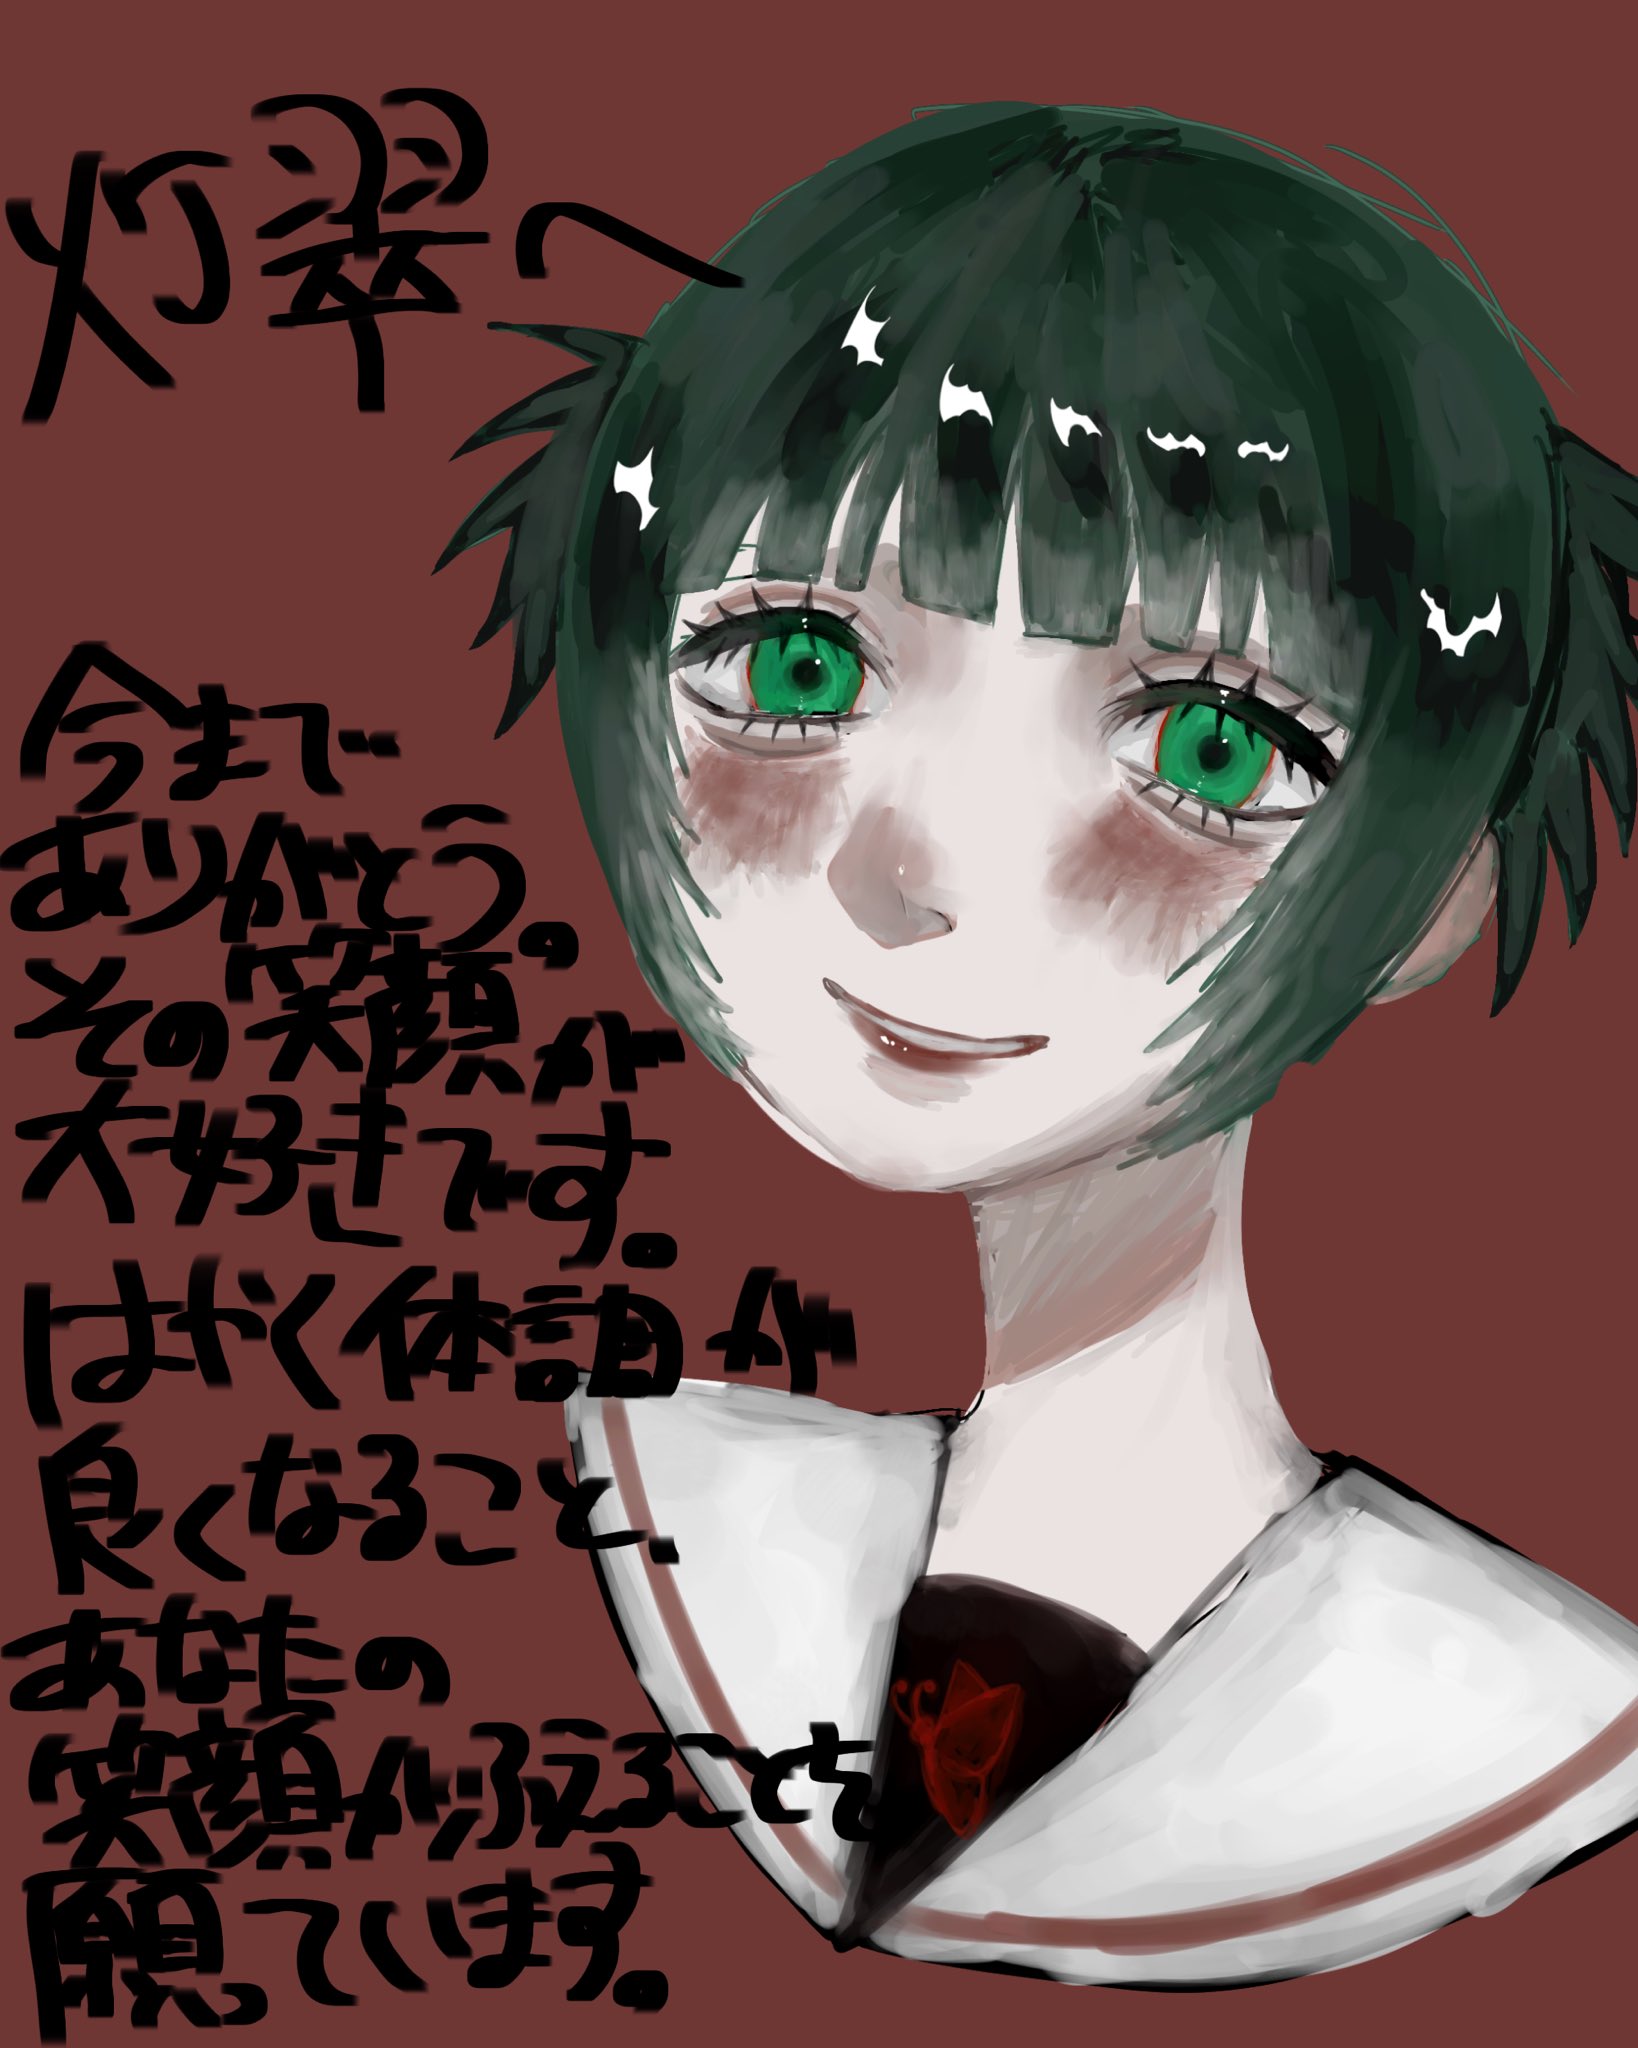 灯翠へ
今まで
ありがとう。
その笑顔が
大好きです。
はやく体調が
良くなること、
あなたの
笑顔がふえることを
願っています。